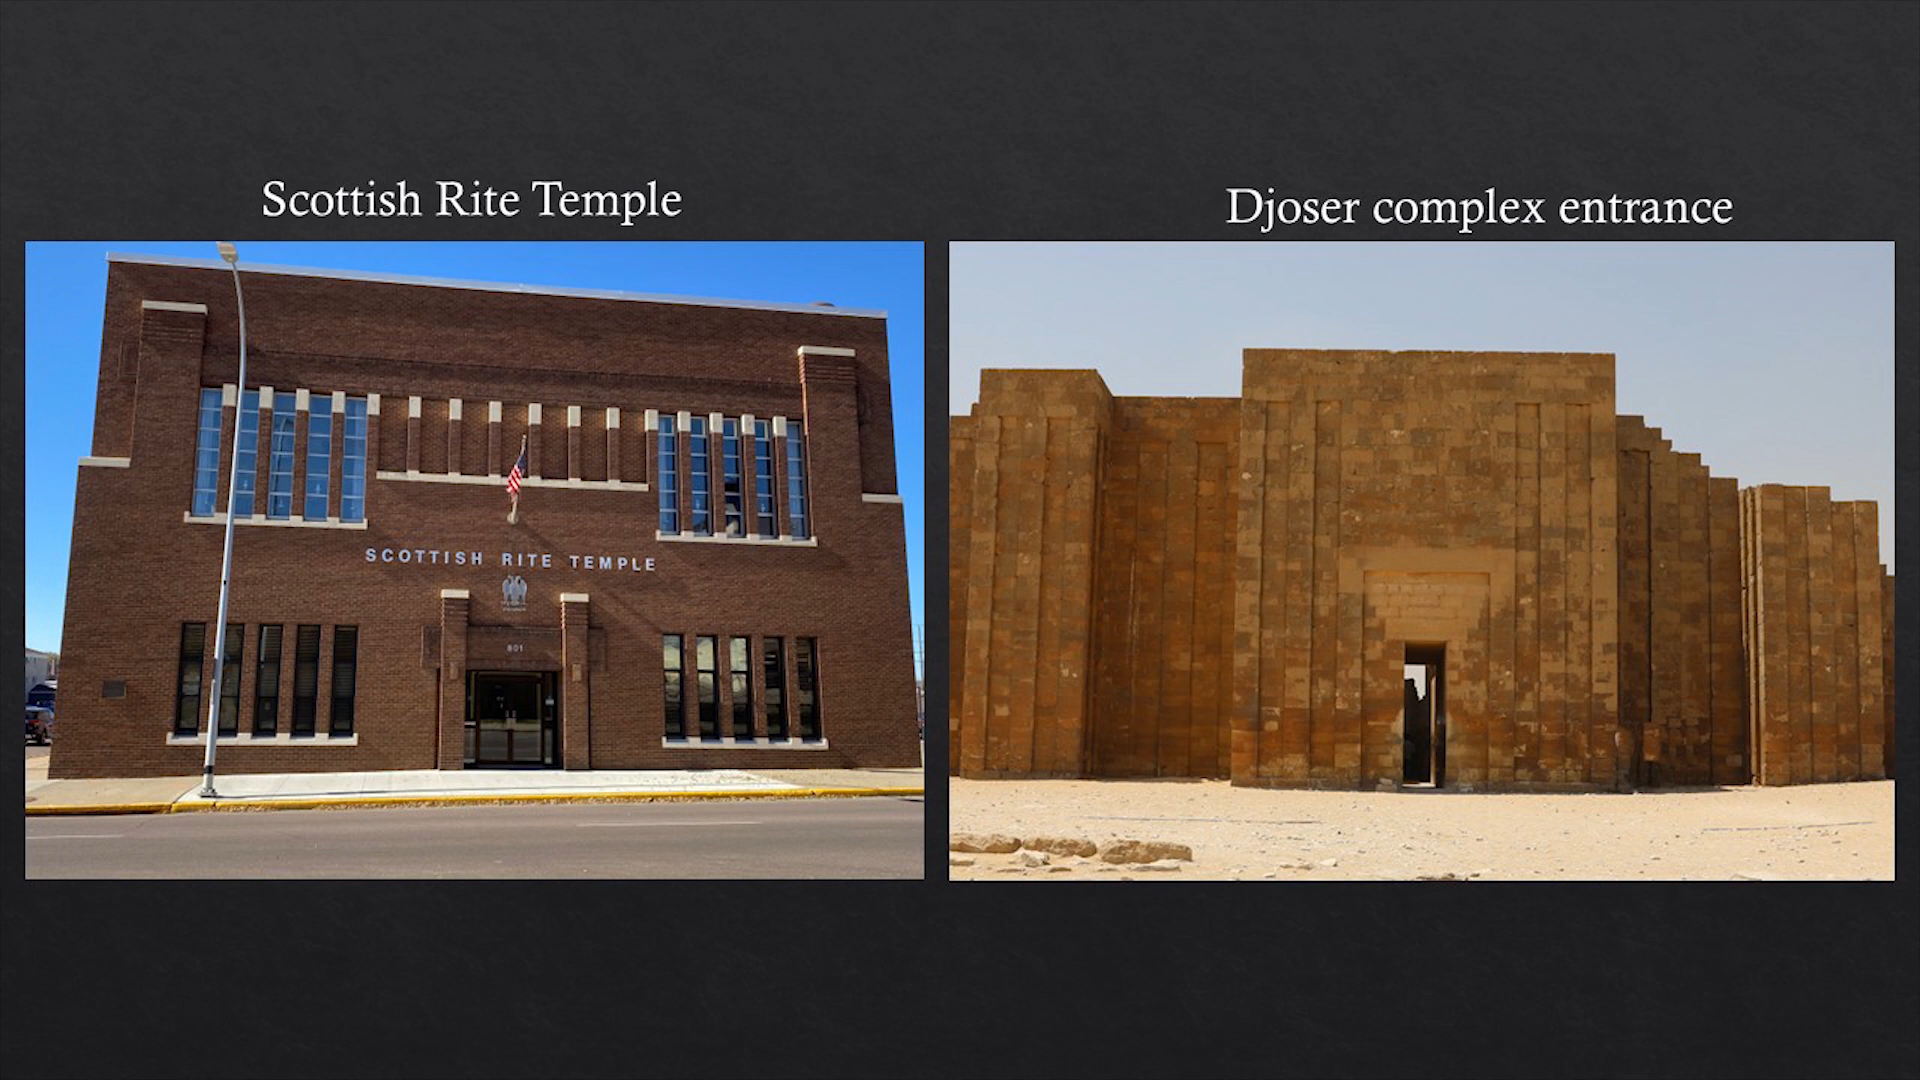 Scottish Rite Temple
Djoser complex entrance
SCOTTISH RITE TEMPLE
801